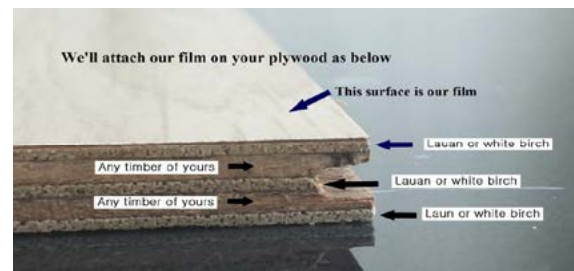 We'll attach our film on your plywood as below
This surface is our film
Lauan or white birch
Any timber of yours
Lauan or white birch
Any timber of yours
Laun or white birch